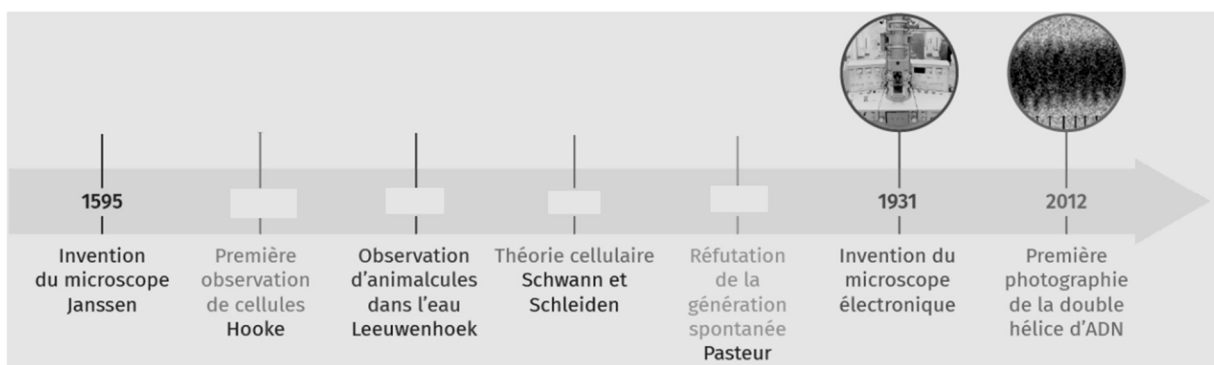 1595
Invention
du microscope
Janssen
Première
observation
de cellules
Hooke
Observation
d'animalcules
dans l'eau
Leeuwenhoek
Théorie cellulaire
Schwann et
Schleiden
Réfutation
de la
génération
spontanée
Pasteur
1931
Invention du
microscope
électronique
2012
Première
photographie
de la double
hélice d'ADN